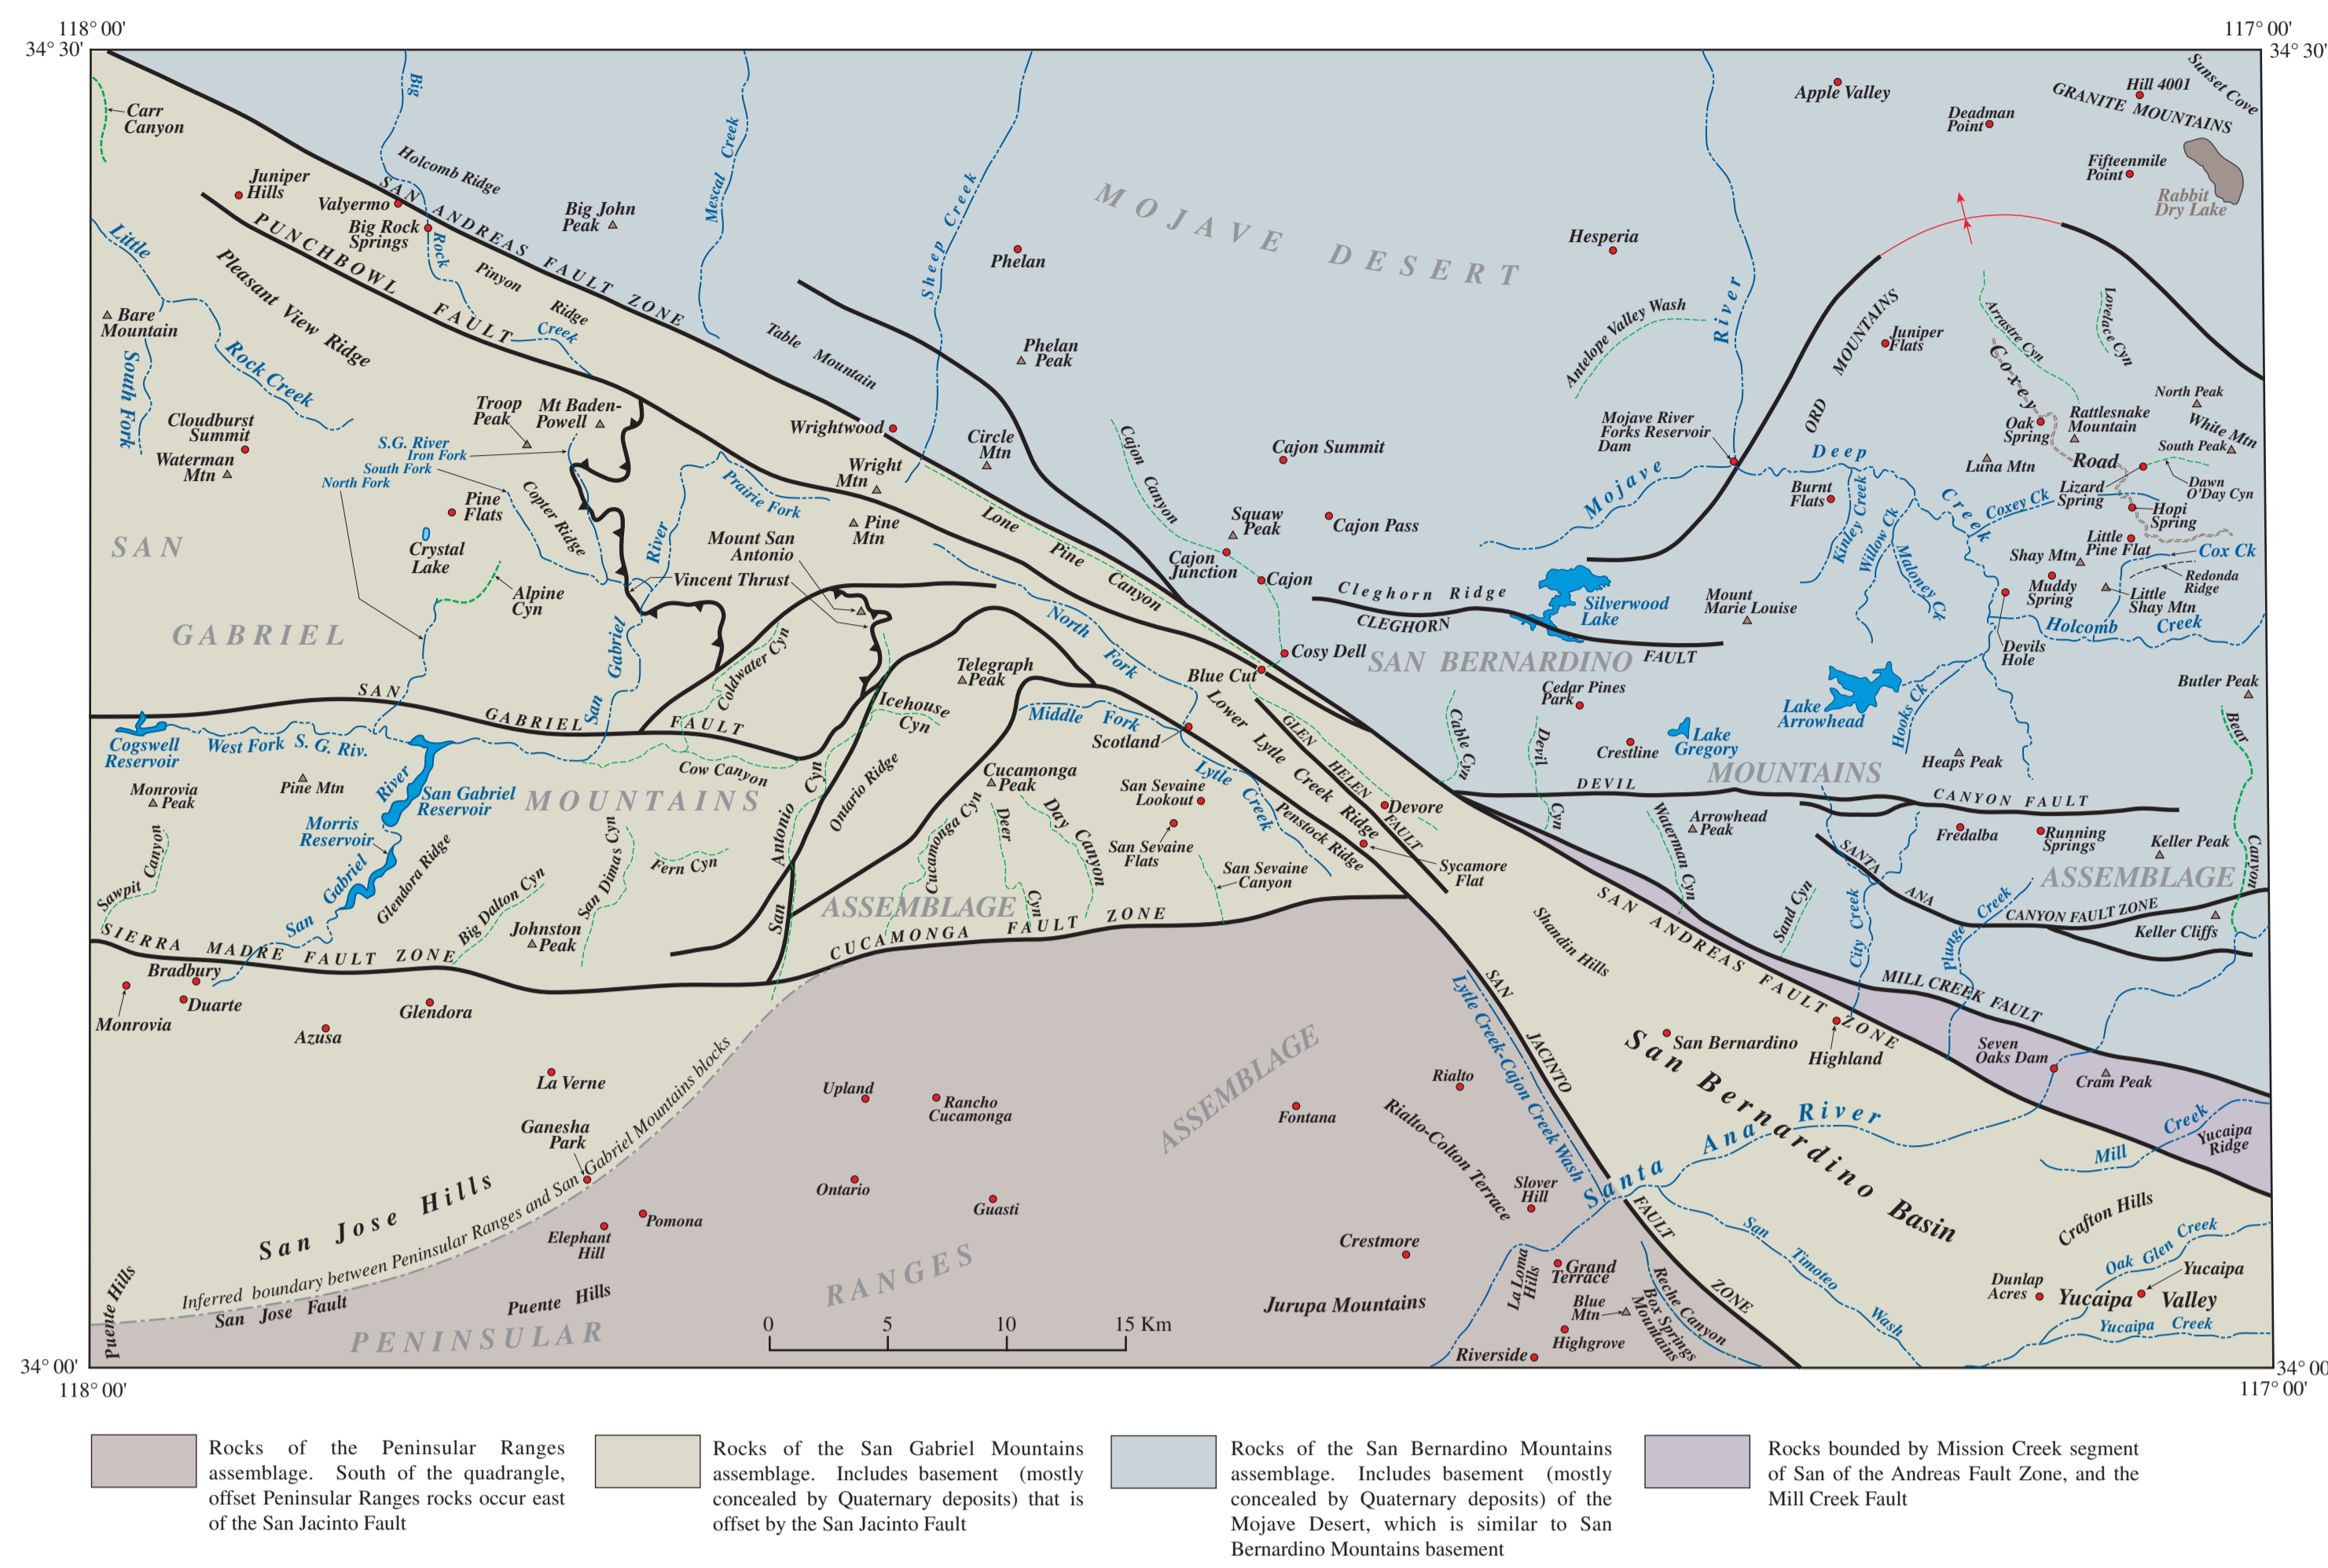 118° 00'
117° 00'
34° 30'
34° 30'
Carr
Canyon
Big
Holcomb Ridge
Mescal Creek
Sheep Creek
MOJAVE DESERT
River
Apple Valley
Deadman
Point
Hill 4001
GRANITE MOUNTAINS
Sunset Cove
Fifteenmile
Point
Rabbit
Dry Lake
Juniper
Hills
Valyermo
Big Rock
Springs
Rock
SAN ANDREAS FAULT ZONE
PUNCHBOWL FAULT
Big John
Peak
Phelan
Hesperia
Little
Pleasant View Ridge
Pinyon
Ridge
Creek
Bare
Mountain
South Fork
Rock Creek
Table Mountain
Phelan
Peak
Antelope Valley Wash
ORD MOUNTAINS
Juniper
Flats
Arrastre Cyn
Lovelace Cyn
Coxey
Road
Cloudburst
Summit
Waterman
Mtn
Troop
Peak
Mt Baden-
Powell
S.G. River
Iron Fork
South Fork
North Fork
Pine
Flats
Copter Ridge
Crystal
Lake
Alpine
Cyn
River
Prairie Fork
Wrightwood
Wright
Mtn
Circle
Mtn
Pine
Mtn
Mount San
Antonio
Vincent Thrust
Lone Pine Canyon
Cajon Canyon
Cajon Summit
Squaw
Peak
Cajon Pass
Cajon
Junction
Cajon
Mojave River
Forks Reservoir
Dam
Mojave
Deep
Creek
Burnt
Flats
Kinley Creek
Willow Ck
Maloney Ck
Coxey Ck
Oak
Spring
Rattlesnake
Mountain
North Peak
White Mtn
South Peak
Luna Mtn
Lizard
Spring
Dawn
O'Day Cyn
Hopi
Spring
Little
Pine Flat
Shay Mtn
Cox Ck
Muddy
Spring
Redonda
Ridge
Little
Shay Mtn
Holcomb Creek
Devils
Hole
Butler Peak
SAN
GABRIEL
MOUNTAINS
ASSEMBLAGE
SAN GABRIEL FAULT
San Gabriel
Coldwater Cyn
Icehouse
Cyn
Telegraph
Peak
North Fork
Middle Fork
Lytle Creek
Cleghorn Ridge
CLEGHORN FAULT
Silverwood
Lake
Mount
Marie Louise
Cosy Dell
Blue Cut
SAN BERNARDINO
MOUNTAINS
ASSEMBLAGE
Cedar Pines
Park
Lake
Arrowhead
Hooks Ck
Lake
Gregory
Crestline
Cable Cyn
Devil
Cyn
Heaps Peak
Bear
Canyon
Cogswell
Reservoir
West Fork S. G. Riv.
Monrovia
Peak
Pine Mtn
River
San Gabriel
Reservoir
Morris
Reservoir
San Gabriel
Glendora Ridge
Sawpit Canyon
Cow Canyon
San Antonio Cyn
Ontario Ridge
Scotland
Lower Lytle Creek Ridge
GLEN HELEN FAULT
Cucamonga
Peak
Cucamonga Cyn
Deer
Cyn
Day Canyon
San Sevaine
Lookout
San Sevaine
Flats
San Sevaine
Canyon
Penstock Ridge
Devore
Sycamore
Flat
Big Dalton Cyn
San Dimas Cyn
Fern Cyn
Johnston
Peak
SIERRA MADRE FAULT ZONE
CUCAMONGA FAULT ZONE
DEVIL CANYON FAULT
Waterman Cyn
Arrowhead
Peak
Fredalba
Running
Springs
Keller Peak
SANTA ANA
CANYON FAULT ZONE
Keller Cliffs
Sand Cyn
City Creek
Plunge Creek
Shandin Hills
SAN ANDREAS FAULT ZONE
MILL CREEK FAULT
Bradbury
Duarte
Monrovia
Azusa
Glendora
La Verne
Ganesha
Park
San Jose Hills
Inferred boundary between Peninsular Ranges and San Gabriel Mountains blocks
San Jose Fault
Puente Hills
Puente Hills
Elephant
Hill
Pomona
Upland
Rancho
Cucamonga
Ontario
Guasti
PENINSULAR
RANGES
ASSEMBLAGE
Fontana
Rialto
Rialto-Colton Terrace
Lytle Creek-Cajon Creek Wash
SAN JACINTO FAULT ZONE
San Bernardino
Highland
San Bernardino Basin
Seven
Oaks Dam
Cram Peak
Santa Ana River
Mill Creek
Yucaipa
Ridge
Slover
Hill
Crestmore
Jurupa Mountains
La Loma
Hills
Grand
Terrace
Blue
Mtn
Highgrove
Riverside
Box Springs
Mountains
Reche Canyon
San Timoteo Wash
Crafton Hills
Oak Glen Creek
Dunlap
Acres
Yucaipa
Yucaipa Valley
Yucaipa Creek
0 5 10 15 Km
34° 00'
34° 00
118° 00'
117° 00'
Rocks of the Peninsular Ranges
assemblage. South of the quadrangle,
offset Peninsular Ranges rocks occur east
of the San Jacinto Fault
Rocks of the San Gabriel Mountains
assemblage. Includes basement (mostly
concealed by Quaternary deposits) that is
offset by the San Jacinto Fault
Rocks of the San Bernardino Mountains
assemblage. Includes basement (mostly
concealed by Quaternary deposits) of the
Mojave Desert, which is similar to San
Bernardino Mountains basement
Rocks bounded by Mission Creek segment
of San of the Andreas Fault Zone, and the
Mill Creek Fault